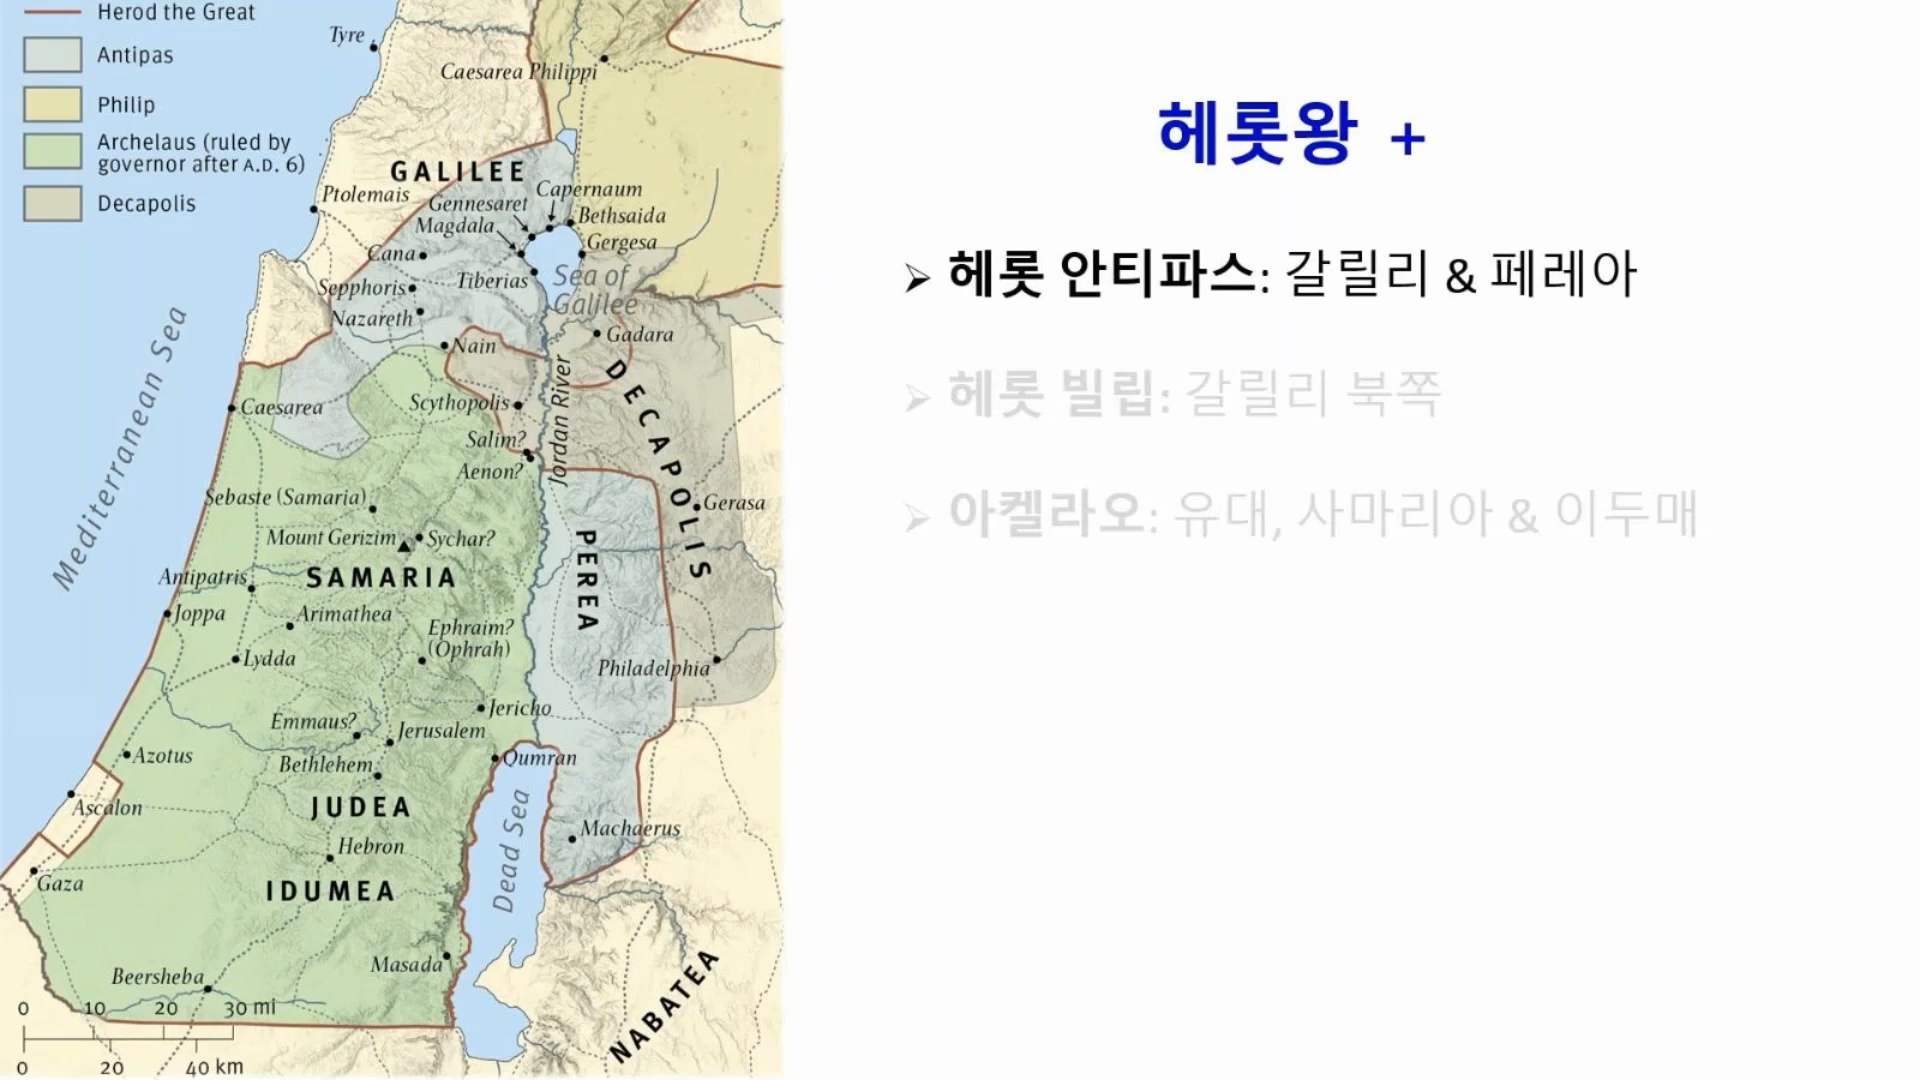 Herod the Great
Antipas
Philip
Archelaus (ruled by
governor after A.D. 6)
Decapolis
Tyre
Caesarea Philippi
GALILEE
Ptolemais
Capernaum
Gennesaret
Bethsaida
Magdala
Gergesa
Cana
Sea of
Galilee
Tiberias
Sepphoris
Nazareth
Gadara
Nain
Mediterranean Sea
Jordan River
DECAPOLIS
Caesarea
Scythopolis
Salim?
Aenon?
Sebaste (Samaria)
Gerasa
Mount Gerizim
Sychar?
PEREA
Antipatris
SAMARIA
Joppa
Arimathea
Ephraim?
(Ophrah)
Lydda
Philadelphia
Jericho
Emmaus?
Jerusalem
Azotus
Bethlehem
Qumran
Ascalon
JUDEA
Dead Sea
Machaerus
Hebron
Gaza
IDUMEA
Masada
Beersheba
NABATEA
0 10 20 30 mi
0 20 40 km
헤롯왕 +
➢ 헤롯 안티파스: 갈릴리 & 페레아
➢ 헤롯 빌립: 갈릴리 북쪽
➢ 아켈라오: 유대, 사마리아 & 이두매